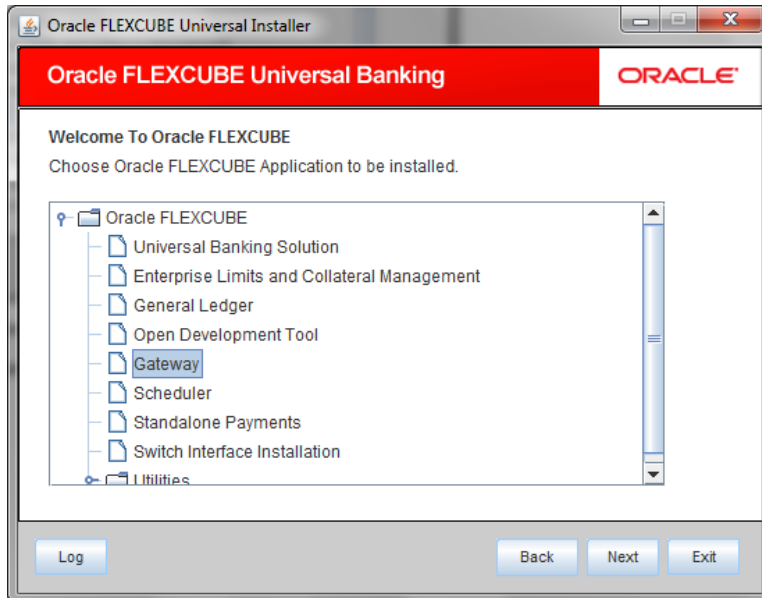 Oracle FLEXCUBE Universal Installer
Oracle FLEXCUBE Universal Banking
ORACLE
Welcome To Oracle FLEXCUBE
Choose Oracle FLEXCUBE Application to be installed.
Oracle FLEXCUBE
Universal Banking Solution
Enterprise Limits and Collateral Management
General Ledger
Open Development Tool
Gateway
Scheduler
Standalone Payments
Switch Interface Installation
Utilities
Log Back Next Exit